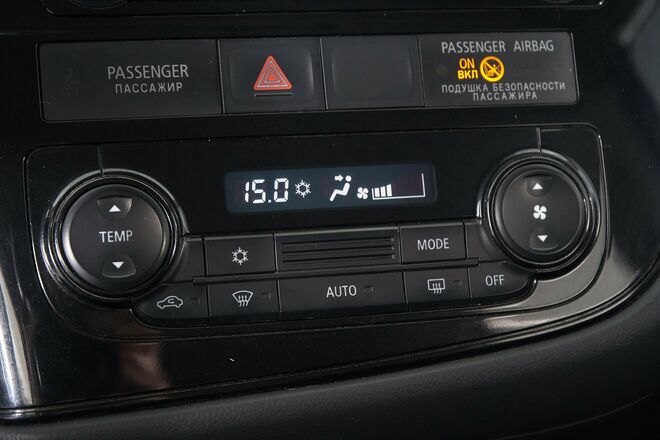 PASSENGER
ПАССАЖИР
PASSENGER AIRBAG
ON
ВКЛ
ПОДУШКА БЕЗОПАСНОСТИ
ПАССАЖИРА
15.0
TEMP
MODE
AUTO
OFF